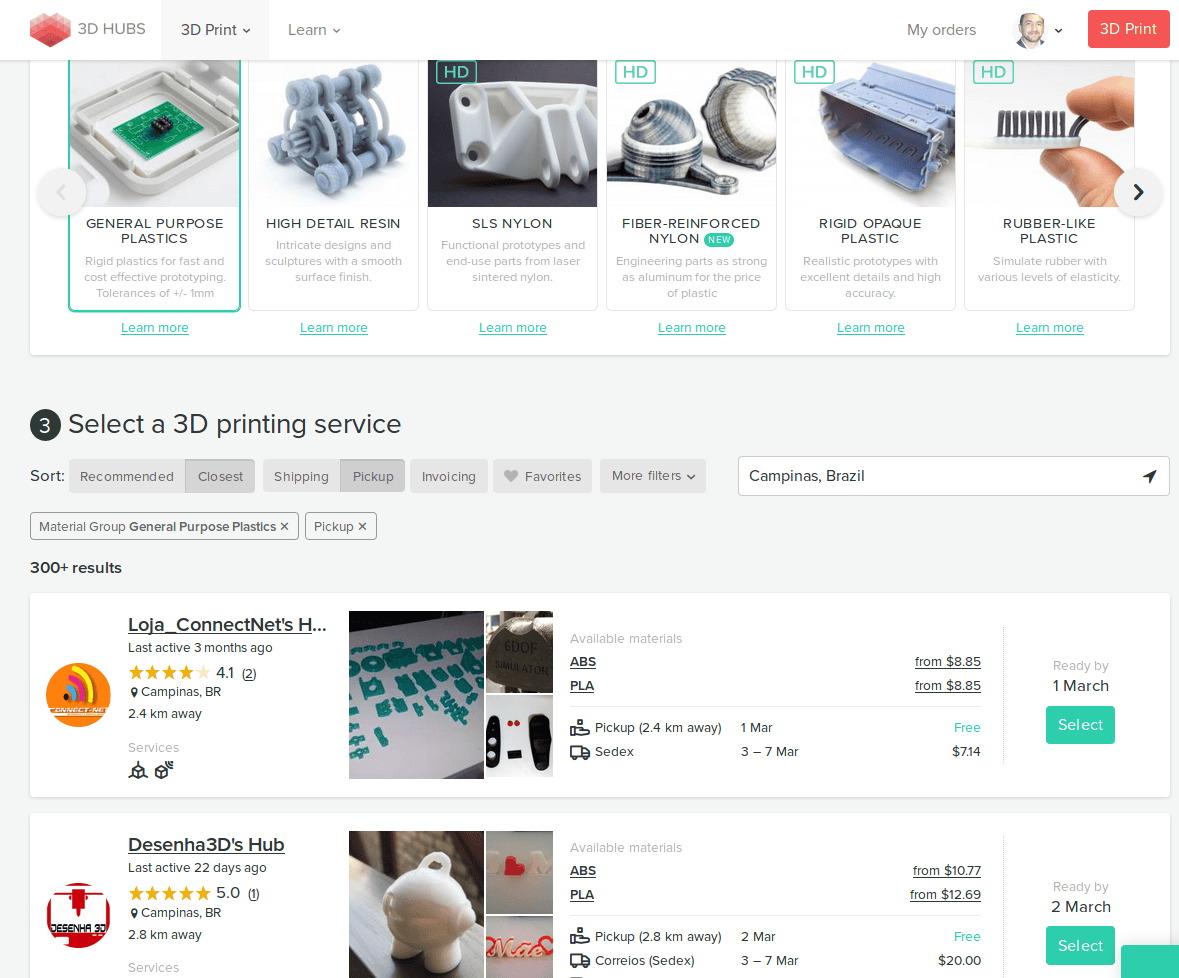 3D HUBS
3D Print
Learn
My orders
3D Print
HD
HD
HD
HD
GENERAL PURPOSE
PLASTICS
Rigid plastics for fast and
cost effective prototyping.
Tolerances of +/- 1mm
Learn more
HIGH DETAIL RESIN
Intricate designs and
sculptures with a smooth
surface finish.
Learn more
SLS NYLON
Functional prototypes and
end-use parts from laser
sintered nylon.
Learn more
FIBER-REINFORCED
NYLON NEW
Engineering parts as strong
as aluminum for the price
of plastic
Learn more
RIGID OPAQUE
PLASTIC
Realistic prototypes with
excellent details and high
accuracy.
Learn more
RUBBER-LIKE
PLASTIC
Simulate rubber with
various levels of elasticity.
Learn more
3 Select a 3D printing service
Sort: Recommended Closest Shipping Pickup Invoicing Favorites More filters
Campinas, Brazil
Material Group General Purpose Plastics × Pickup ×
300+ results
Loja_ConnectNet's H...
Last active 3 months ago
4.1 (2)
Campinas, BR
2.4 km away
Services
CONNECT-NET
6DOF
SIMULATOR
Available materials
ABS from $8.85
PLA from $8.85
Pickup (2.4 km away) 1 Mar Free
Sedex 3 – 7 Mar $7.14
Ready by
1 March
Select
Desenha3D's Hub
Last active 22 days ago
5.0 (1)
Campinas, BR
2.8 km away
Services
DESENHA 3D
Mãe
Available materials
ABS from $10.77
PLA from $12.69
Pickup (2.8 km away) 2 Mar Free
Correios (Sedex) 3 – 7 Mar $20.00
Ready by
2 March
Select